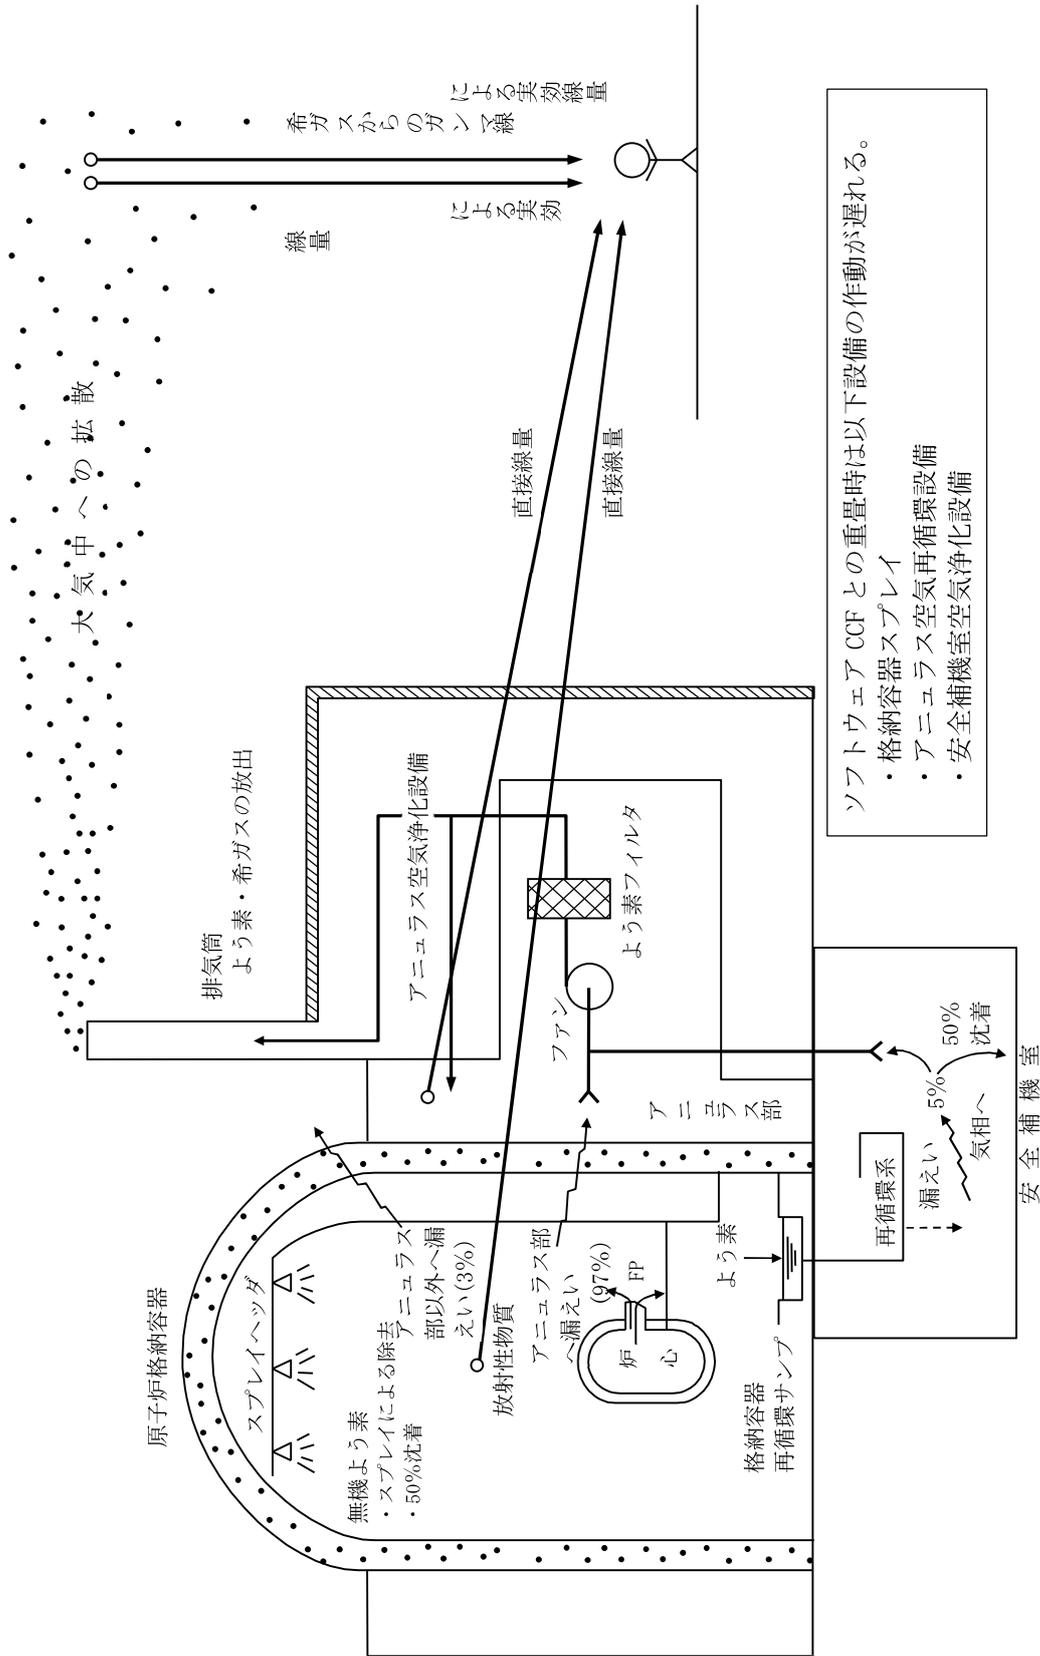 大気中への拡散
希ガスからのガンマ線
による実効線量
による実効
線
量
直接線量
直接線量
排気筒
よう素・希ガスの放出
アニュラス空気浄化設備
よう素フィルタ
ファン
アニュラス部
原子炉格納容器
スプレイヘッダ
無機よう素
・スプレイによる除去
・50%沈着
アニュラス
部以外へ漏
えい(3%)
放射性物質
アニュラス部
へ漏えい
(97%)
FP
炉
心
よう素
格納容器
再循環サンプ
再循環系
漏えい
5%
気相へ
50%
沈着
安全補機室
ソフトウェア CCF との重畳時は以下設備の作動が遅れる。
・格納容器スプレイ
・アニュラス空気再循環設備
・安全補機室空気浄化設備